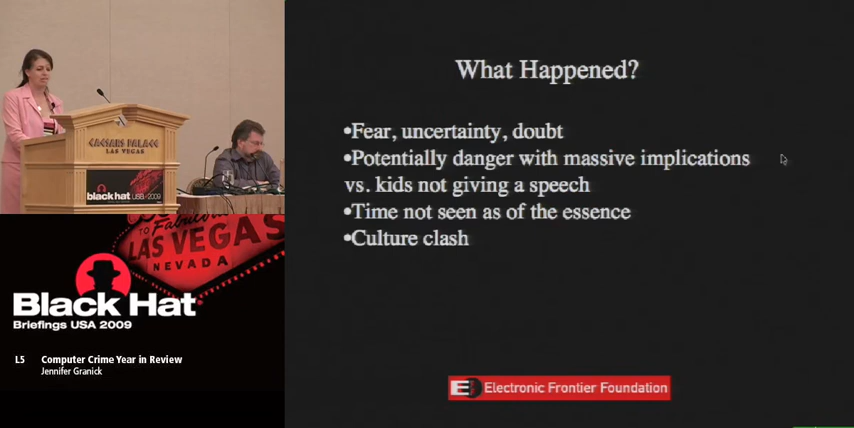 What Happened?
•Fear, uncertainty, doubt
•Potentially danger with massive implications
vs. kids not giving a speech
•Time not seen as of the essence
•Culture clash
Electronic Frontier Foundation
CAESARS PALACE
LAS VEGAS
black hat USA • 2009
TO Fabulous
LAS VEGAS
NEVADA
Black Hat
Briefings USA 2009
L5 Computer Crime Year in Review
Jennifer Granick